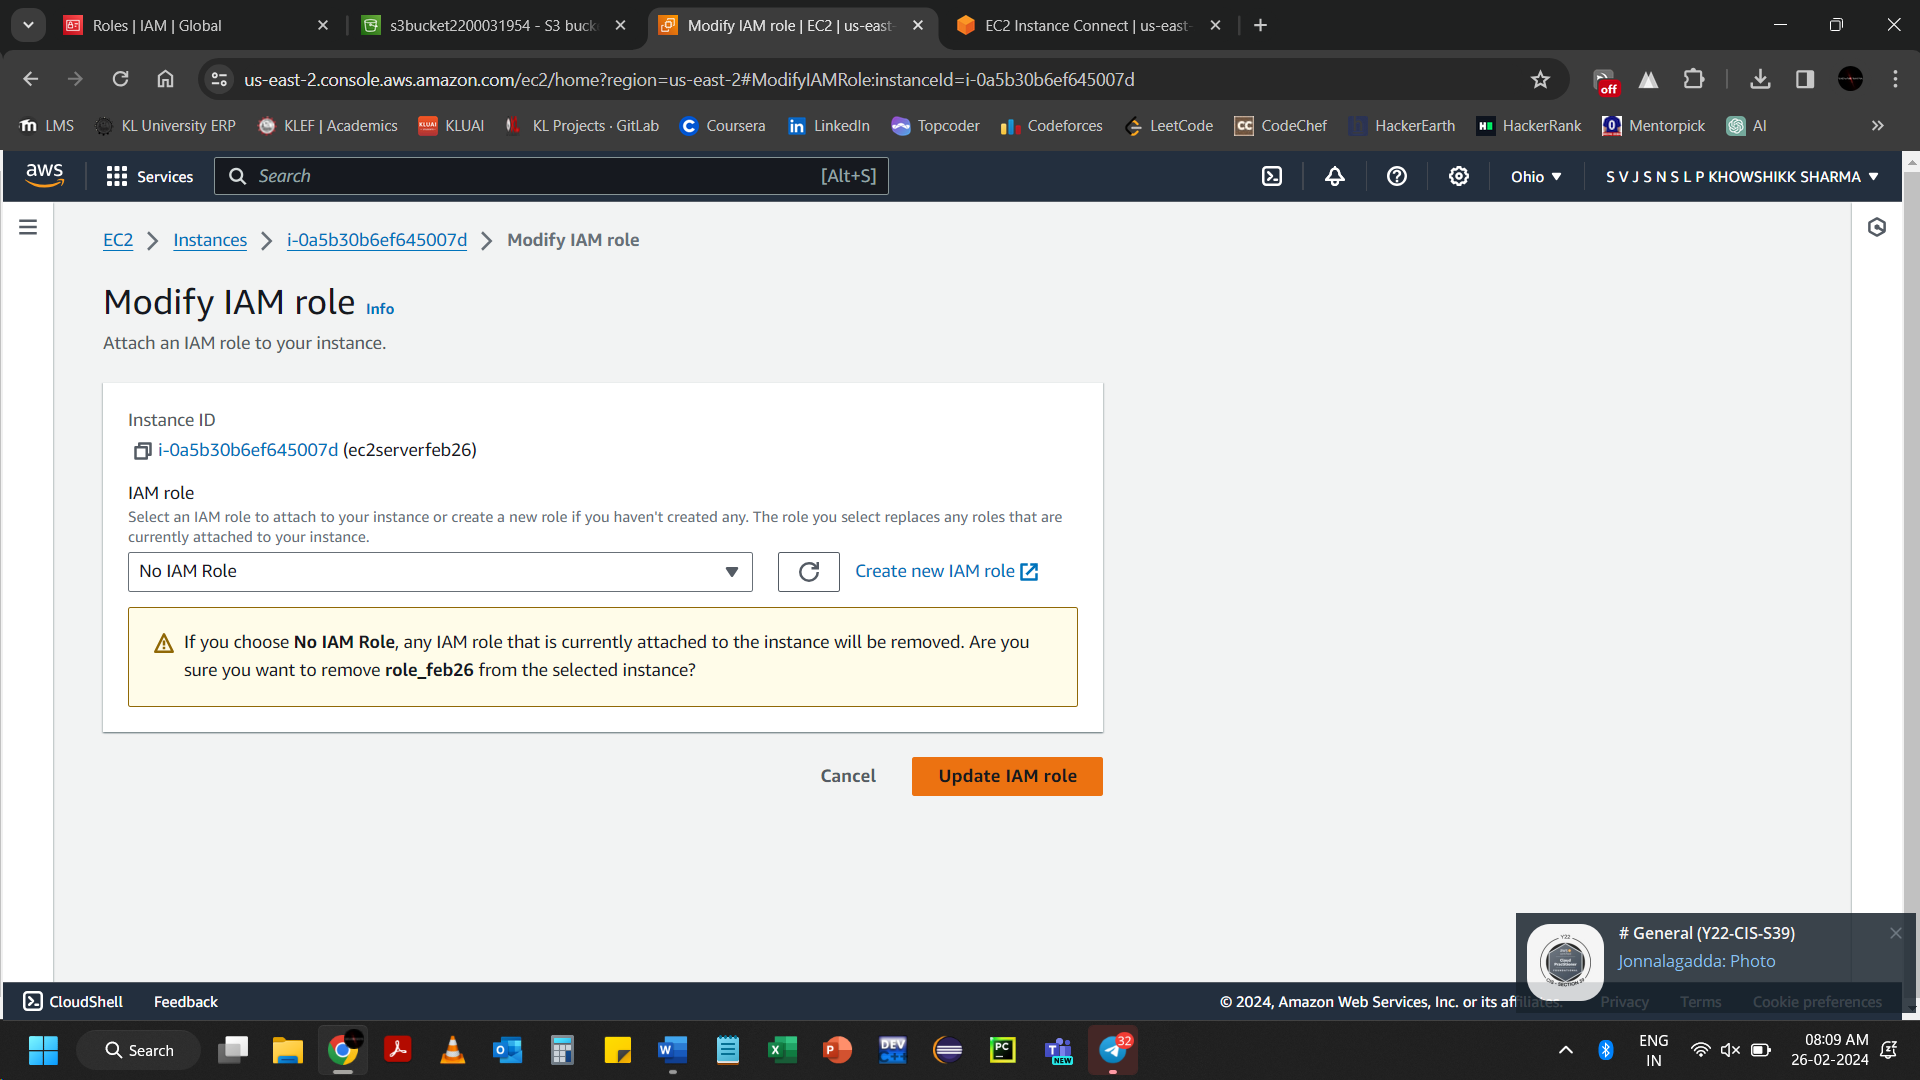 Roles | IAM | Global
s3bucket2200031954 - S3 buck
Modify IAM role | EC2 | us-east-
EC2 Instance Connect | us-east-
us-east-2.console.aws.amazon.com/ec2/home?region=us-east-2#ModifyIAMRole:instanceId=i-0a5b30b6ef645007d
off
LMS
KL University ERP
KLEF | Academics
KLUAI
KL Projects · GitLab
Coursera
LinkedIn
Topcoder
Codeforces
LeetCode
CodeChef
HackerEarth
HackerRank
Mentorpick
AI
aws
Services
Search
[Alt+S]
Ohio
S V J S N S L P KHOWSHIKK SHARMA
EC2
Instances
i-0a5b30b6ef645007d
Modify IAM role
Modify IAM role Info
Attach an IAM role to your instance.
Instance ID
i-0a5b30b6ef645007d (ec2serverfeb26)
IAM role
Select an IAM role to attach to your instance or create a new role if you haven't created any. The role you select replaces any roles that are
currently attached to your instance.
No IAM Role
Create new IAM role
If you choose No IAM Role, any IAM role that is currently attached to the instance will be removed. Are you
sure you want to remove role_feb26 from the selected instance?
Cancel
Update IAM role
# General (Y22-CIS-S39)
Jonnalagadda: Photo
CloudShell
Feedback
© 2024, Amazon Web Services, Inc. or its affiliates.
Privacy
Terms
Cookie preferences
Search
32
ENG
IN
08:09 AM
26-02-2024